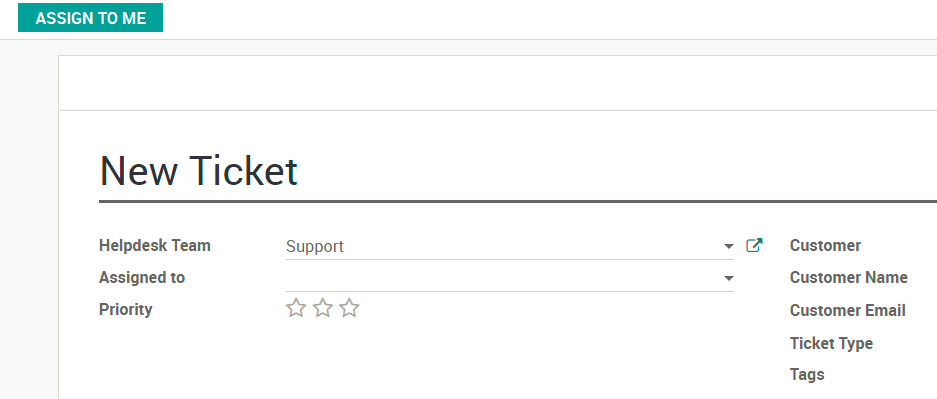 ASSIGN TO ME
New Ticket
Helpdesk Team Support
Assigned to
Priority
Customer
Customer Name
Customer Email
Ticket Type
Tags